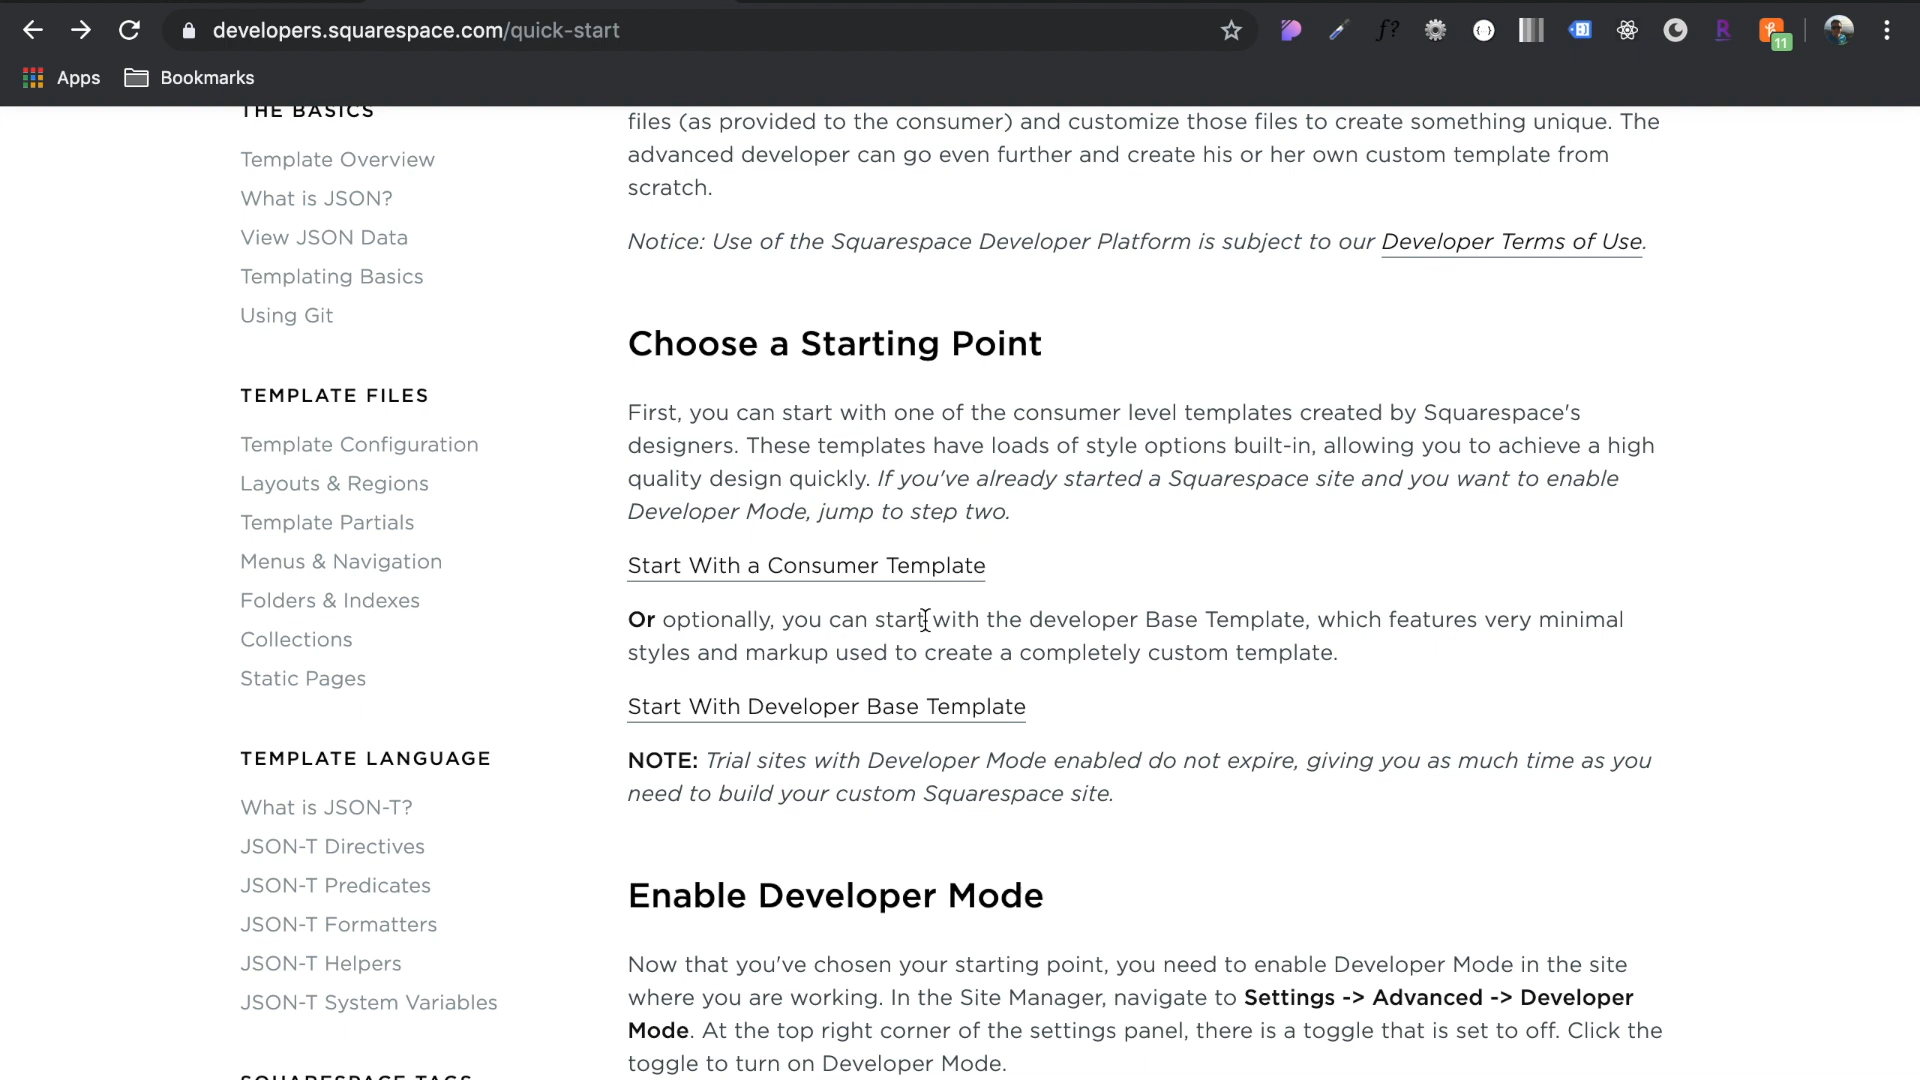 developers.squarespace.com/quick-start
11
Apps
Bookmarks
THE BASICS
Template Overview
What is JSON?
View JSON Data
Templating Basics
Using Git
TEMPLATE FILES
Template Configuration
Layouts & Regions
Template Partials
Menus & Navigation
Folders & Indexes
Collections
Static Pages
TEMPLATE LANGUAGE
What is JSON-T?
JSON-T Directives
JSON-T Predicates
JSON-T Formatters
JSON-T Helpers
JSON-T System Variables
SQUARESPACE TAGS
files (as provided to the consumer) and customize those files to create something unique. The
advanced developer can go even further and create his or her own custom template from
scratch.
Notice: Use of the Squarespace Developer Platform is subject to our Developer Terms of Use.
Choose a Starting Point
First, you can start with one of the consumer level templates created by Squarespace's
designers. These templates have loads of style options built-in, allowing you to achieve a high
quality design quickly. If you've already started a Squarespace site and you want to enable
Developer Mode, jump to step two.
Start With a Consumer Template
Or optionally, you can start with the developer Base Template, which features very minimal
styles and markup used to create a completely custom template.
Start With Developer Base Template
NOTE: Trial sites with Developer Mode enabled do not expire, giving you as much time as you
need to build your custom Squarespace site.
Enable Developer Mode
Now that you've chosen your starting point, you need to enable Developer Mode in the site
where you are working. In the Site Manager, navigate to Settings -> Advanced -> Developer
Mode. At the top right corner of the settings panel, there is a toggle that is set to off. Click the
toggle to turn on Developer Mode.